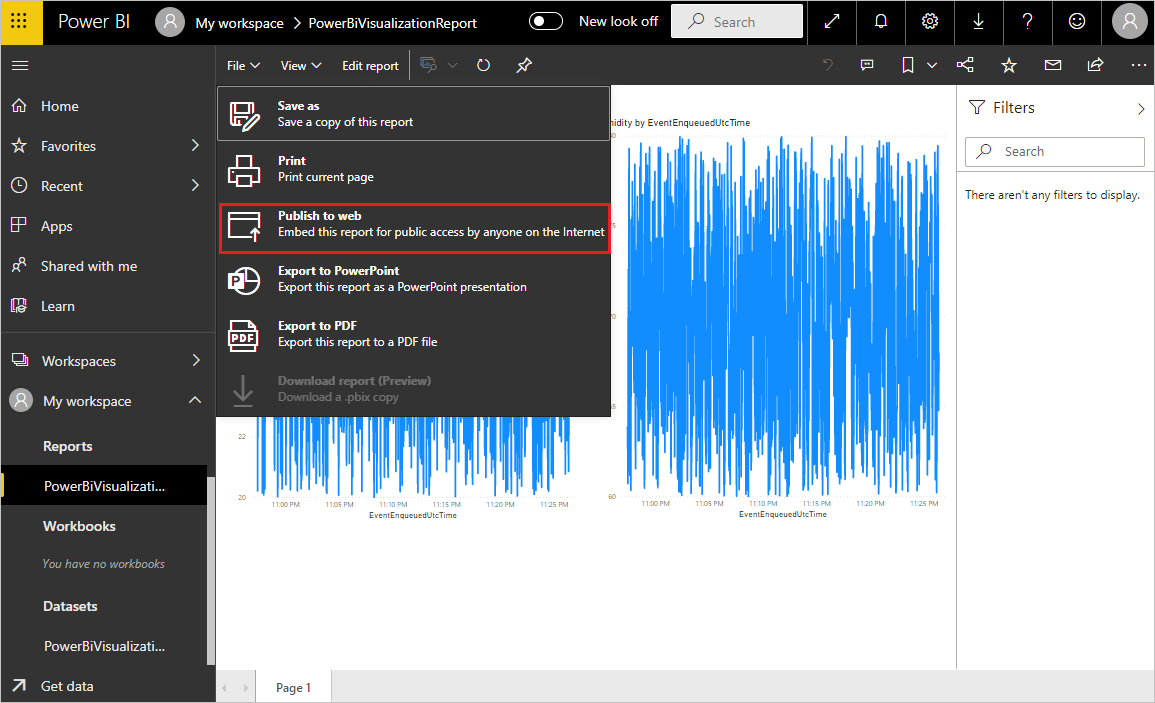 Power BI
My workspace > PowerBiVisualizationReport
New look off
Search
File
View
Edit report
Home
Favorites
Recent
Apps
Shared with me
Learn
Workspaces
My workspace
Reports
PowerBiVisualizati...
Workbooks
You have no workbooks
Datasets
PowerBiVisualizati...
Get data
Save as
Save a copy of this report
Print
Print current page
Publish to web
Embed this report for public access by anyone on the Internet
Export to PowerPoint
Export this report as a PowerPoint presentation
PDF
Export to PDF
Export this report to a PDF file
Download report (Preview)
Download a .pbix copy
22
20
11:00 PM 11:05 PM 11:10 PM 11:15 PM 11:20 PM 11:25 PM
EventEnqueuedUtcTime
midity by EventEnqueuedUtcTime
60
11:00 PM 11:05 PM 11:10 PM 11:15 PM 11:20 PM 11:25 PM
EventEnqueuedUtcTime
Filters
Search
There aren't any filters to display.
Page 1